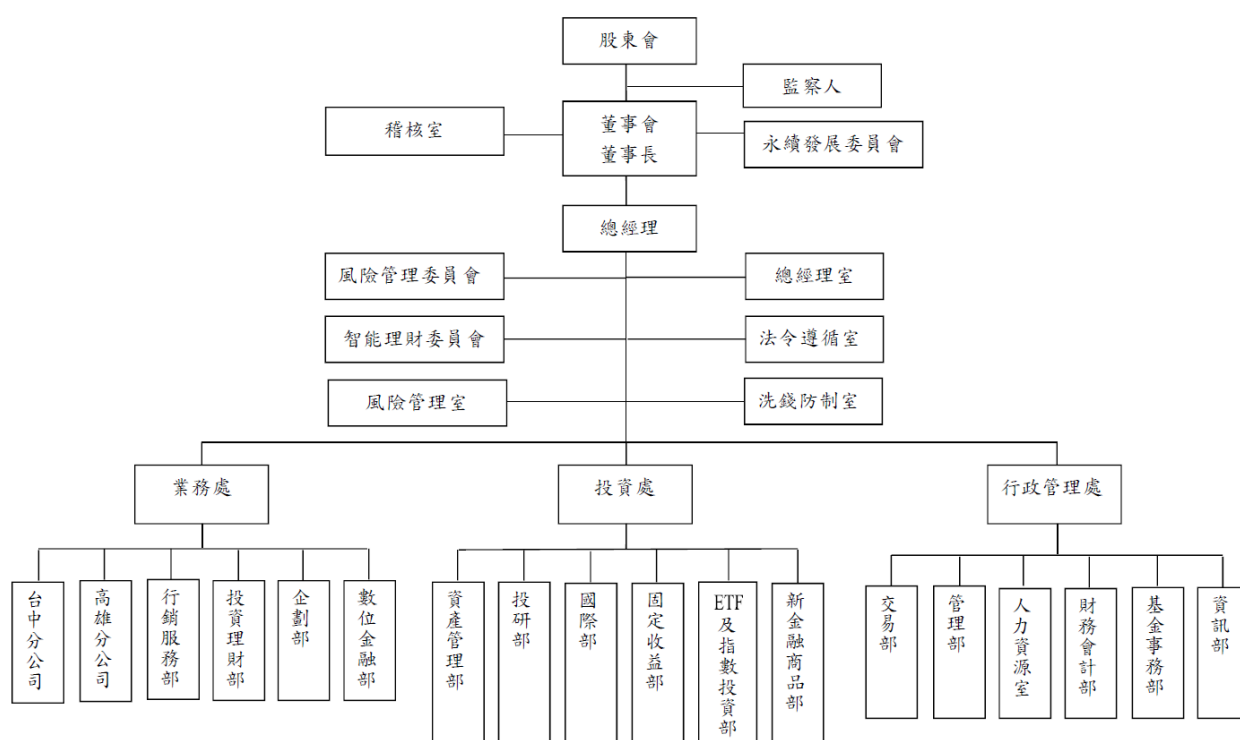 股東會
監察人
稽核室
董事會
董事長
永續發展委員會
總經理
風險管理委員會
總經理室
智能理財委員會
法令遵循室
風險管理室
洗錢防制室
業務處
投資處
行政管理處
台中分公司
高雄分公司
行銷服務部
投資理財部
企劃部
數位金融部
資產管理部
投研部
國際部
固定收益部
ETF及指數投資部
新金融商品部
交易部
管理部
人力資源室
財務會計部
基金事務部
資訊部